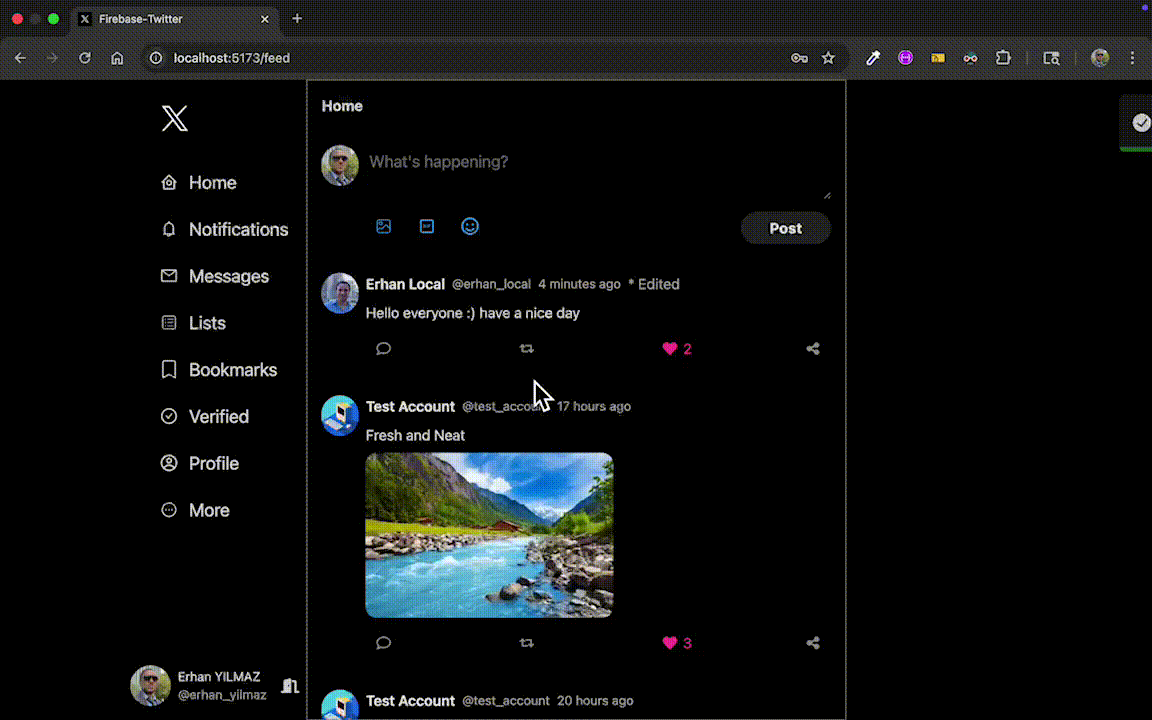 Firebase-Twitter
localhost:5173/feed
Home
What's happening?
Home
Notifications
Messages
Lists
Bookmarks
Verified
Profile
More
Post
Erhan Local @erhan_local 4 minutes ago * Edited
Hello everyone :) have a nice day
2
Test Account 17 hours ago
Fresh and Neat
3
Test Account @test_account 20 hours ago
Erhan YILMAZ
@erhan_yilmaz